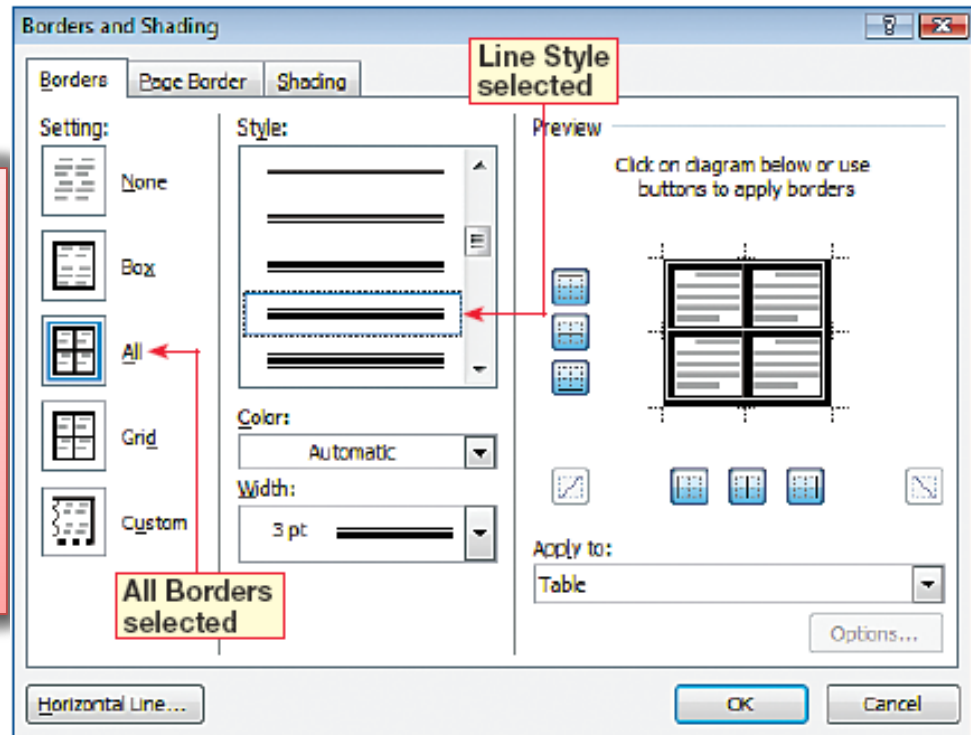 Borders and Shading
Line Style
selected
Borders
Page Border
Shading
Setting:
None
Box
All
Grid
Custom
Style:
Color:
Automatic
Width:
3 pt
All Borders
selected
Preview
Click on diagram below or use
buttons to apply borders
Apply to:
Table
Options...
Horizontal Line...
OK
Cancel